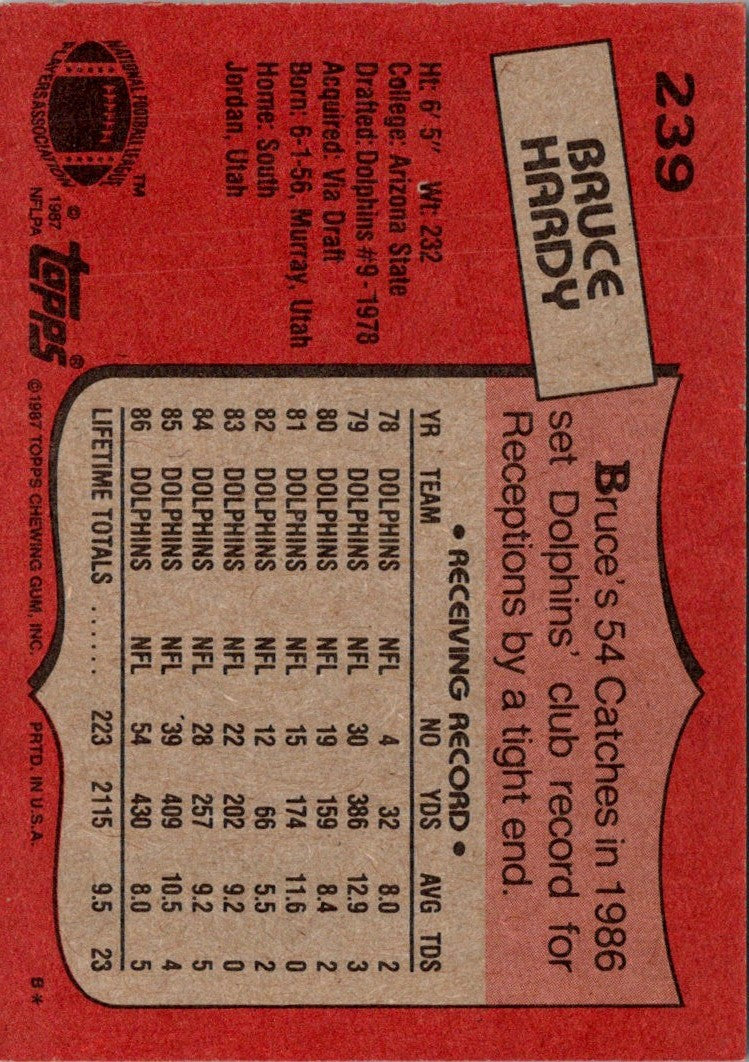 239
BRUCE
HARDY
Ht: 6' 5" Wt: 232
College: Arizona State
Drafted: Dolphins #9-1978
Acquired: Via Draft
Born: 6-1-56, Murray, Utah
Home: South
Jordan, Utah
NATIONAL FOOTBALL LEAGUE
PLAYERS ASSOCIATION
™
© 1987
NFLPA
topps®
Bruce's 54 Catches in 1986
set Dolphins' club record for
Receptions by a tight end.
• RECEIVING RECORD •
YR TEAM NO YDS AVG TDS
78 DOLPHINS NFL 4 32 8.0 2
79 DOLPHINS NFL 30 386 12.9 3
80 DOLPHINS NFL 19 159 8.4 2
81 DOLPHINS NFL 15 174 11.6 0
82 DOLPHINS NFL 12 66 5.5 2
83 DOLPHINS NFL 22 202 9.2 0
84 DOLPHINS NFL 28 257 9.2 5
85 DOLPHINS NFL 39 409 10.5 4
86 DOLPHINS NFL 54 430 8.0 5
LIFETIME TOTALS ...... 223 2115 9.5 23
© 1987 TOPPS CHEWING GUM, INC. PRTD. IN U.S.A. B*